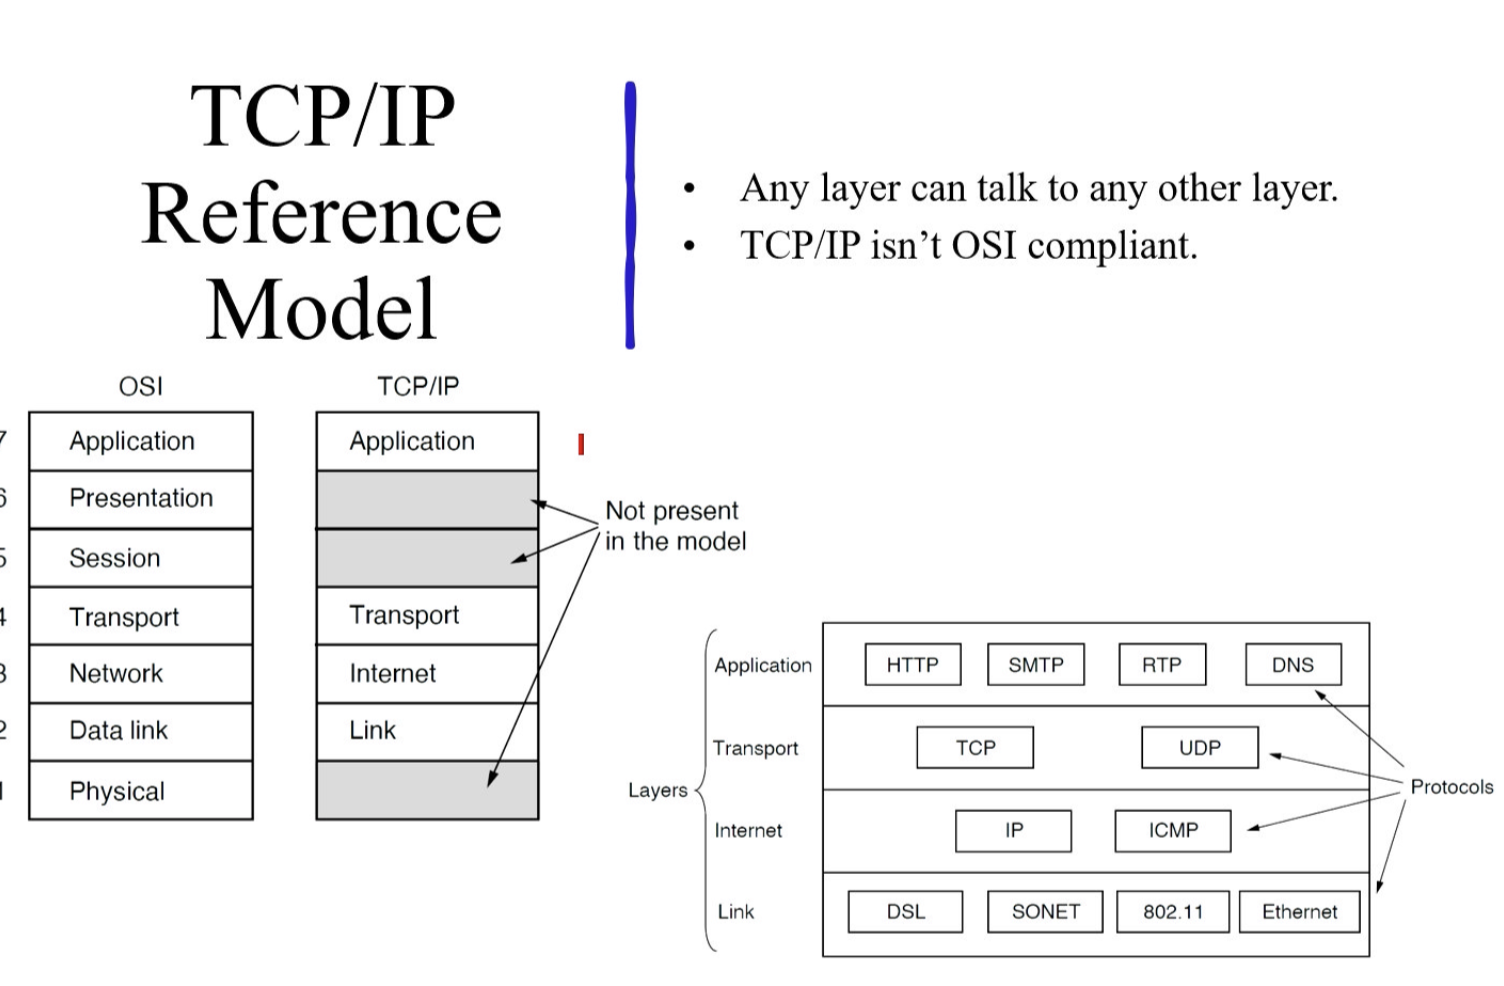 TCP/IP
Reference
Model
• Any layer can talk to any other layer.
• TCP/IP isn’t OSI compliant.
OSI
TCP/IP
7 Application
6 Presentation
5 Session
4 Transport
3 Network
2 Data link
1 Physical
Application
Transport
Internet
Link
Not present
in the model
Layers
Application
HTTP SMTP RTP DNS
Transport
TCP UDP
Internet
IP ICMP
Link
DSL SONET 802.11 Ethernet
Protocols